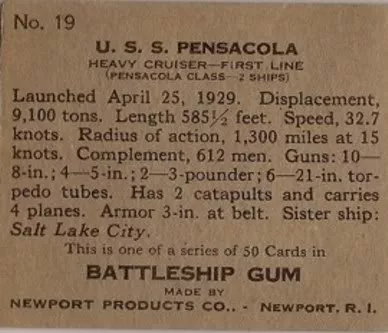 No. 19
U. S. S. PENSACOLA
HEAVY CRUISER—FIRST LINE
(PENSACOLA CLASS—2 SHIPS)
Launched April 25, 1929. Displacement,
9,100 tons. Length 585½ feet. Speed, 32.7
knots. Radius of action, 1,300 miles at 15
knots. Complement, 612 men. Guns: 10—
8-in.; 4—5-in.; 2—3-pounder; 6—21-in. tor-
pedo tubes. Has 2 catapults and carries
4 planes. Armor 3-in. at belt. Sister ship:
Salt Lake City.
This is one of a series of 50 Cards in
BATTLESHIP GUM
MADE BY
NEWPORT PRODUCTS CO.. - NEWPORT. R. I.